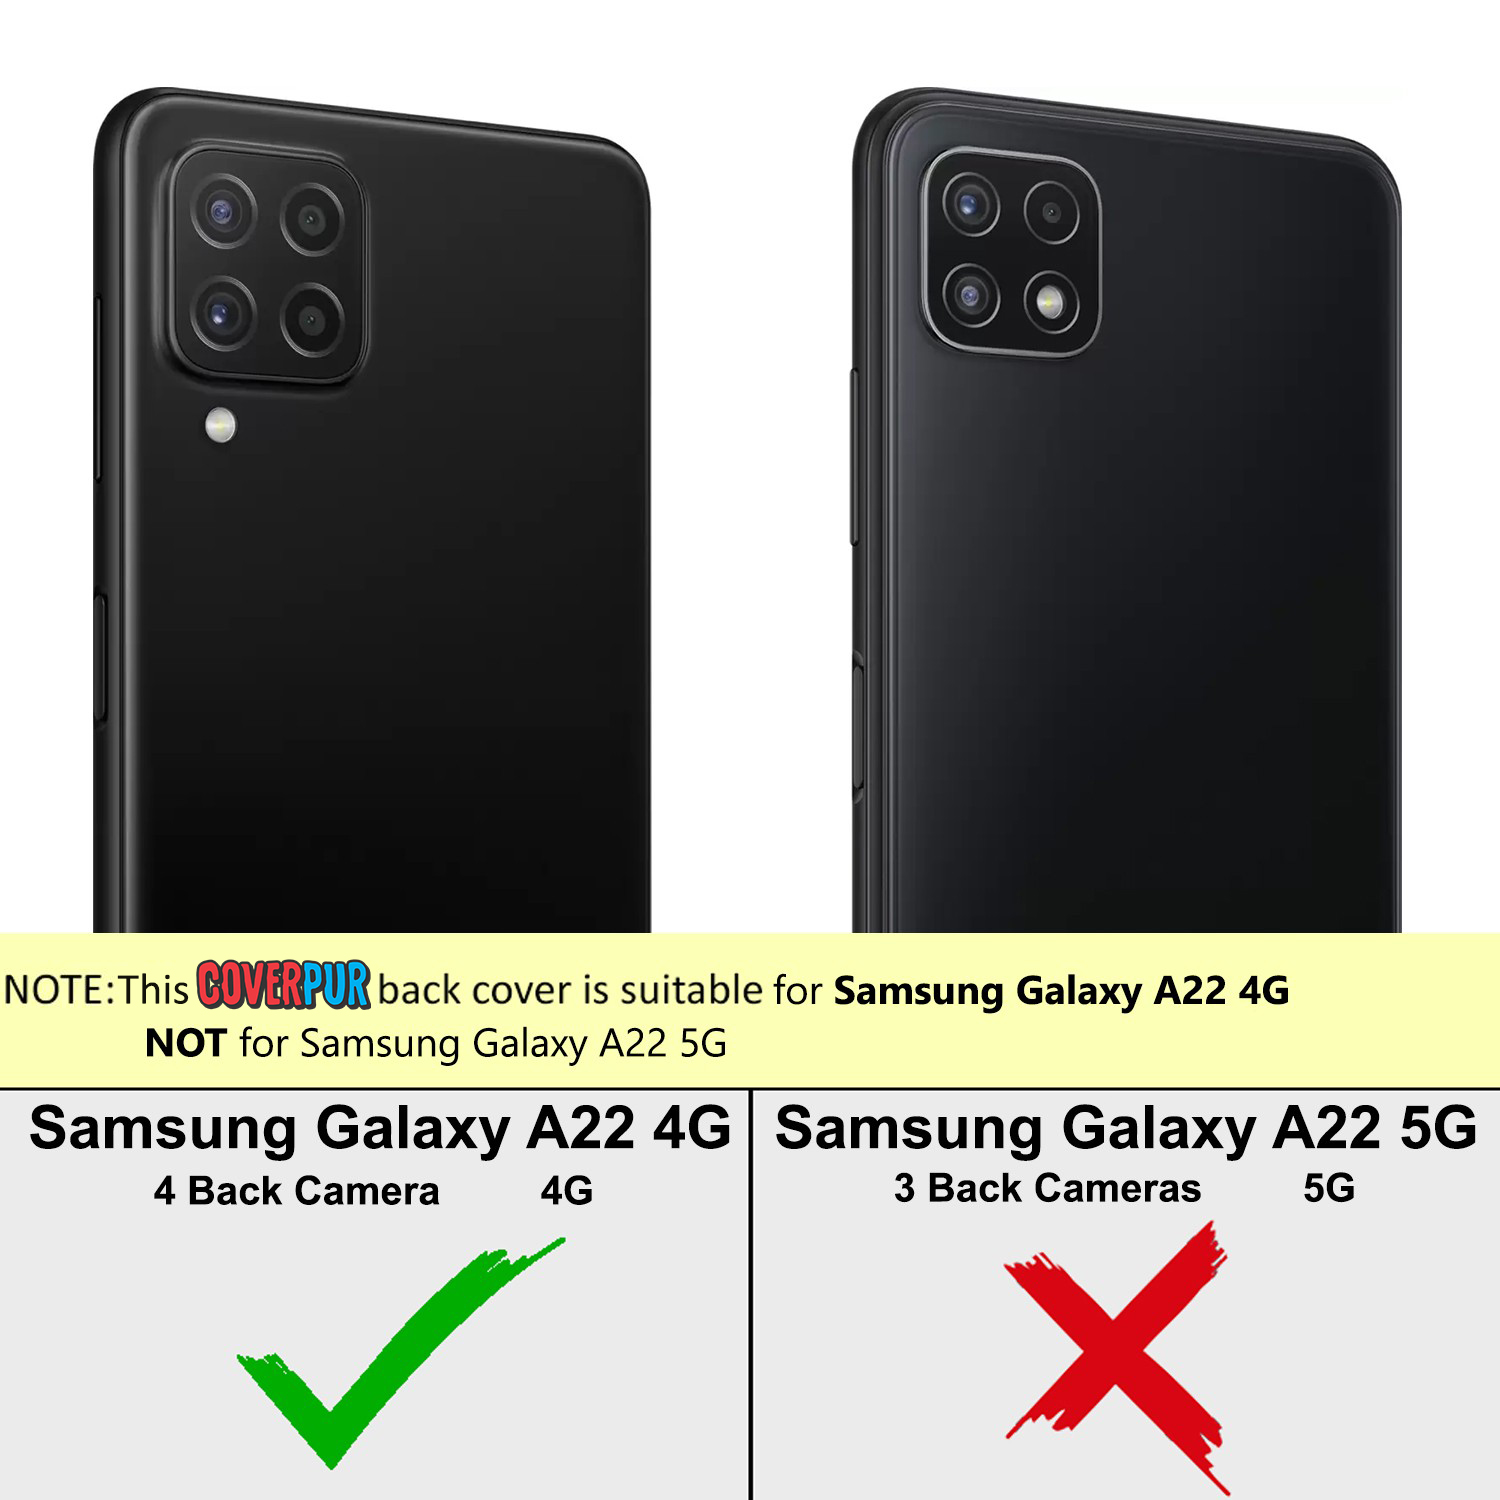 NOTE: This COVERPUR back cover is suitable for Samsung Galaxy A22 4G
NOT for Samsung Galaxy A22 5G
Samsung Galaxy A22 4G
4 Back Camera 4G
Samsung Galaxy A22 5G
3 Back Cameras 5G